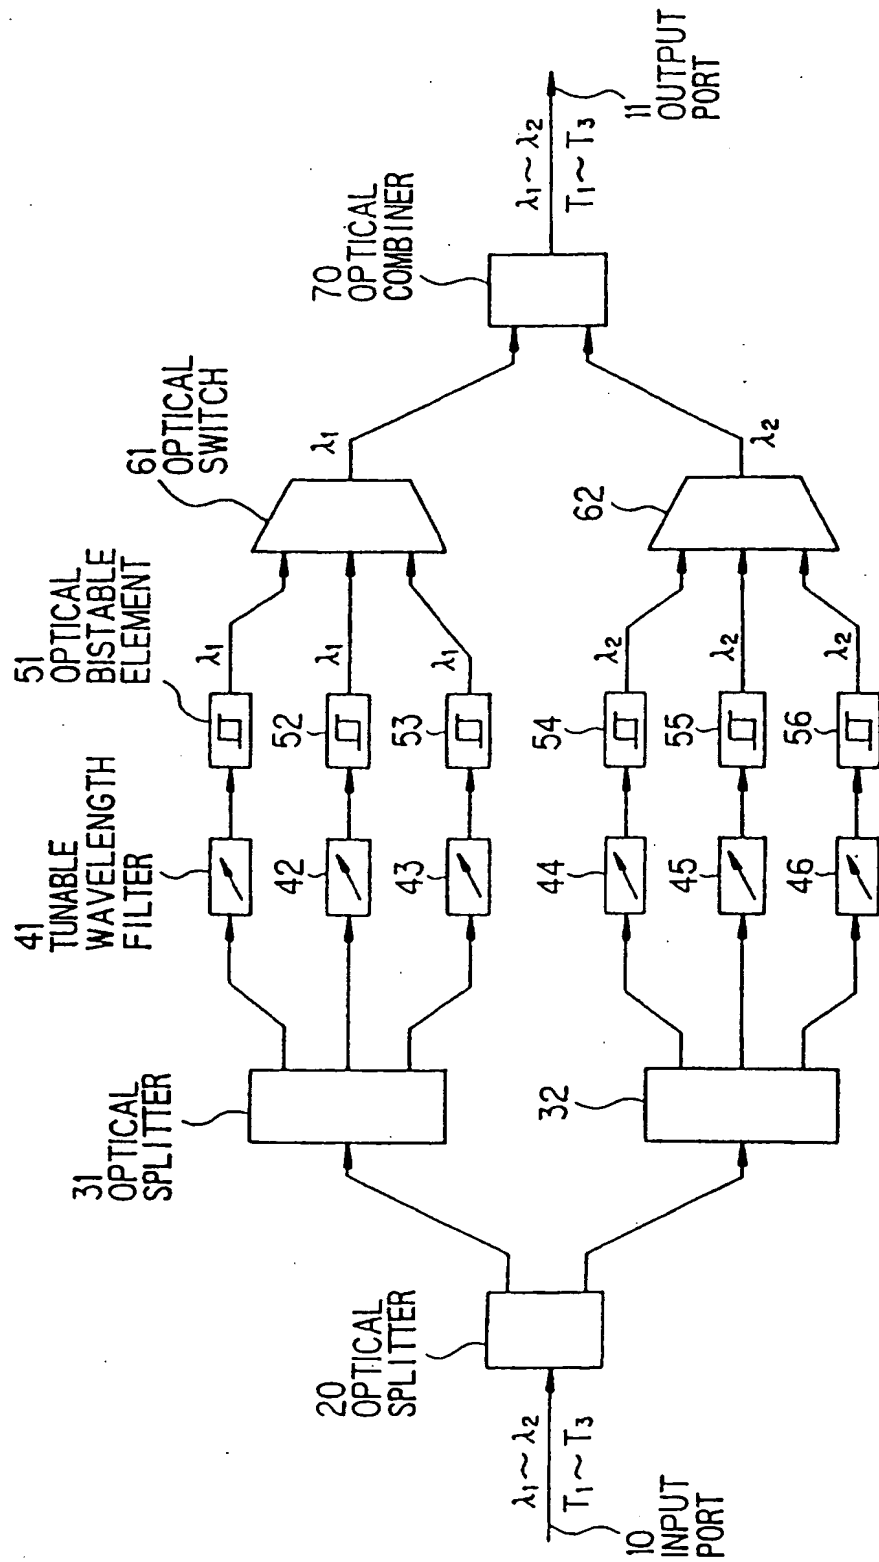 10
INPUT
PORT
λ1~λ2
T1~T3
20
OPTICAL
SPLITTER
31
OPTICAL
SPLITTER
32
41
TUNABLE
WAVELENGTH
FILTER
42
43
44
45
46
51
OPTICAL
BISTABLE
ELEMENT
52
53
54
55
56
λ1
λ1
λ1
λ2
λ2
λ2
61
OPTICAL
SWITCH
62
λ1
λ2
70
OPTICAL
COMBINER
λ1~λ2
T1~T3
11
OUTPUT
PORT